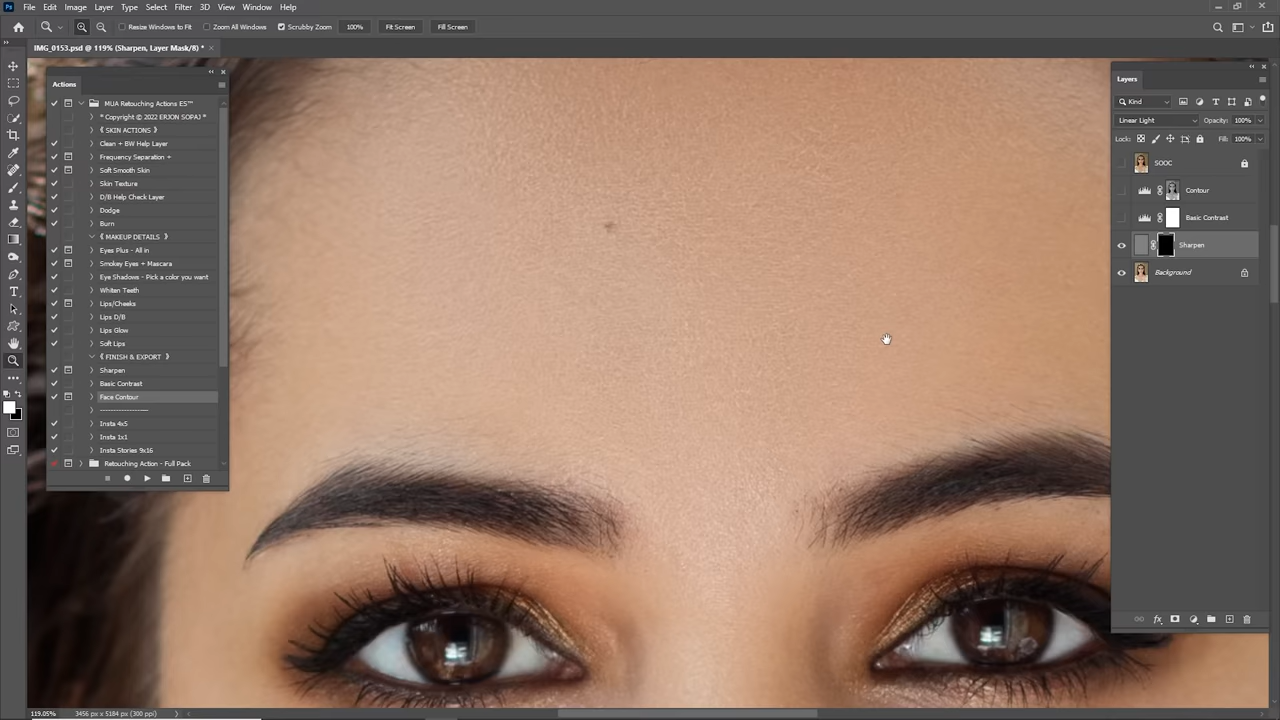 Ps File Edit Image Layer Type Select Filter 3D View Window Help
Resize Windows to Fit Zoom All Windows Scrubby Zoom 100% Fit Screen Fill Screen
IMG_0153.psd @ 119% (Sharpen, Layer Mask/8) *
Actions
MUA Retouching Actions ES™
* Copyright © 2022 ERJON SOPAJ *
《 SKIN ACTIONS 》
Clean + BW Help Layer
Frequency Separation +
Soft Smooth Skin
Skin Texture
D/B Help Check Layer
Dodge
Burn
《 MAKEUP DETAILS 》
Eyes Plus - All in
Smokey Eyes + Mascara
Eye Shadows - Pick a color you want
Whiten Teeth
Lips/Cheeks
Lips D/B
Lips Glow
Soft Lips
《 FINISH & EXPORT 》
Sharpen
Basic Contrast
Face Contour
-------------------
Insta 4x5
Insta 1x1
Insta Stories 9x16
Retouching Action - Full Pack
Layers
Kind
Linear Light Opacity: 100%
Lock: Fill: 100%
SOOC
Contour
Basic Contrast
Sharpen
Background
119.05% 3456 px x 5184 px (300 ppi)